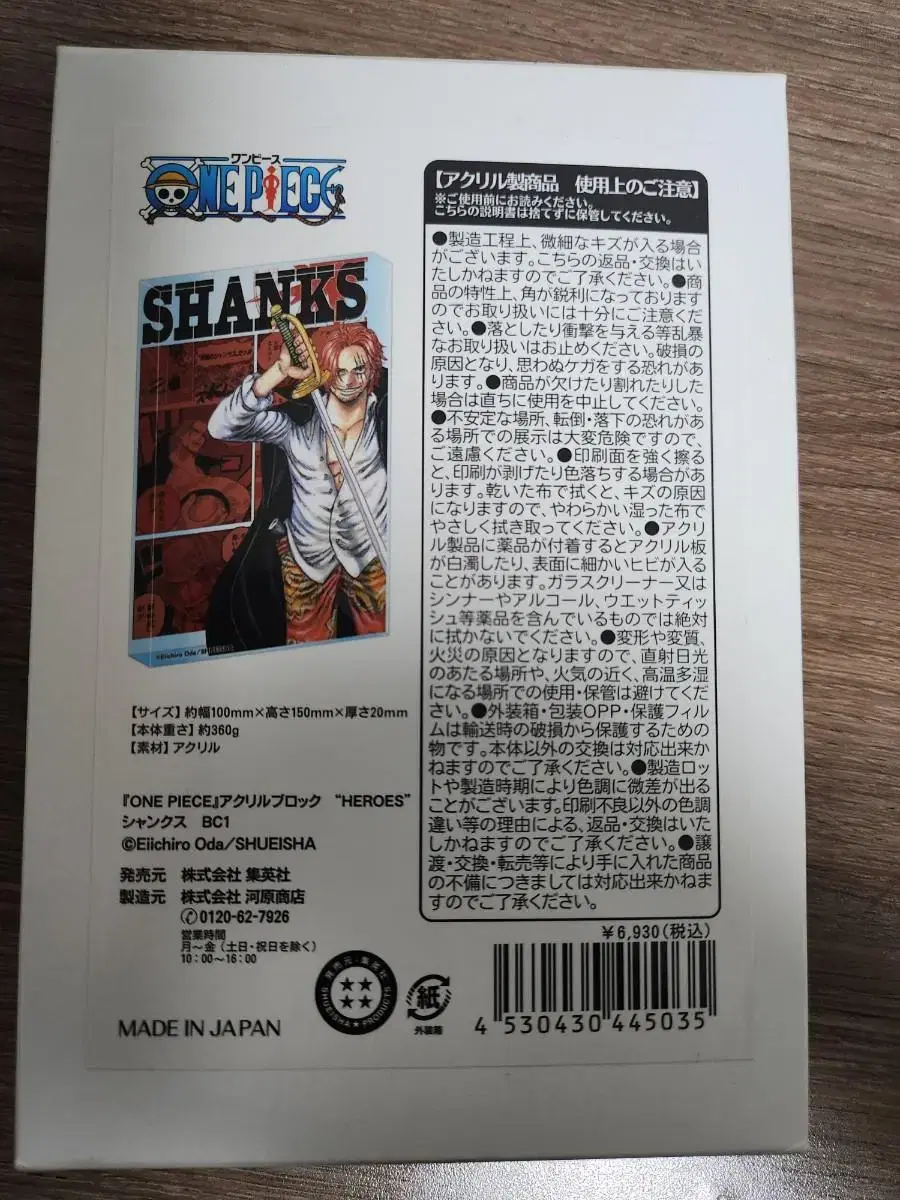 ワンピース
ONE PIECE
SHANKS
©Eiichiro Oda/SHUEISHA
【サイズ】約幅100mm×高さ150mm×厚さ20mm
【本体重さ】約360g
【素材】アクリル
『ONE PIECE』アクリルブロック “HEROES”
シャンクス BC1
©Eiichiro Oda/SHUEISHA
発売元 株式会社 集英社
製造元 株式会社 河原商店
0120-62-7926
営業時間
月～金（土日・祝日を除く）
10:00～16:00
MADE IN JAPAN
発売元・集英社
SHUEISHA★PRODUCTS
紙
外装箱
【アクリル製商品 使用上のご注意】
※ご使用前にお読みください。
こちらの説明書は捨てずに保管してください。
●製造工程上、微細なキズが入る場合
がございます。こちらの返品・交換はい
たしかねますのでご了承ください。●商
品の特性上、角が鋭利になっております
のでお取り扱いには十分にご注意くだ
さい。●落としたり衝撃を与える等乱暴
なお取り扱いはお止めください。破損の
原因となり、思わぬケガをする恐れがあ
ります。●商品が欠けたり割れたりした
場合は直ちに使用を中止してください。
●不安定な場所、転倒・落下の恐れがあ
る場所での展示は大変危険ですので、
ご遠慮ください。●印刷面を強く擦る
と、印刷が剥げたり色落ちする場合があ
ります。乾いた布で拭くと、キズの原因
になりますので、やわらかい湿った布で
やさしく拭き取ってください。●アクリ
ル製品に薬品が付着するとアクリル板
が白濁したり、表面に細かいヒビが入る
ことがあります。ガラスクリーナー又は
シンナーやアルコール、ウエットティッ
シュ等薬品を含んでいるものでは絶対
に拭かないでください。●変形や変質、
火災の原因となりますので、直射日光
のあたる場所や、火気の近く、高温多湿
になる場所での使用・保管は避けてくだ
さい。●外装箱・包装OPP・保護フィル
ムは輸送時の破損から保護するための
物です。本体以外の交換は対応出来か
ねますのでご了承ください。●製造ロッ
トや製造時期により色調に微差が出る
ことがございます。印刷不良以外の色調
違い等の理由による、返品・交換はいた
しかねますのでご了承ください。●譲
渡・交換・転売等により手に入れた商品
の不備につきましては対応出来かねま
すのでご了承ください。
￥6,930（税込）
4 530430 445035